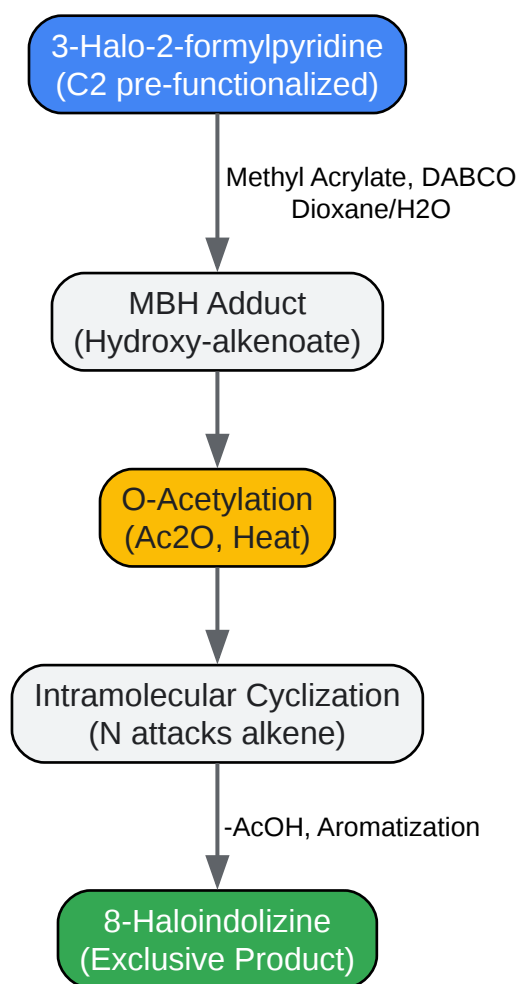 3-Halo-2-formylpyridine
(C2 pre-functionalized)
Methyl Acrylate, DABCO
Dioxane/H2O
MBH Adduct
(Hydroxy-alkenoate)
O-Acetylation
(Ac2O, Heat)
Intramolecular Cyclization
(N attacks alkene)
-AcOH, Aromatization
8-Haloindolizine
(Exclusive Product)